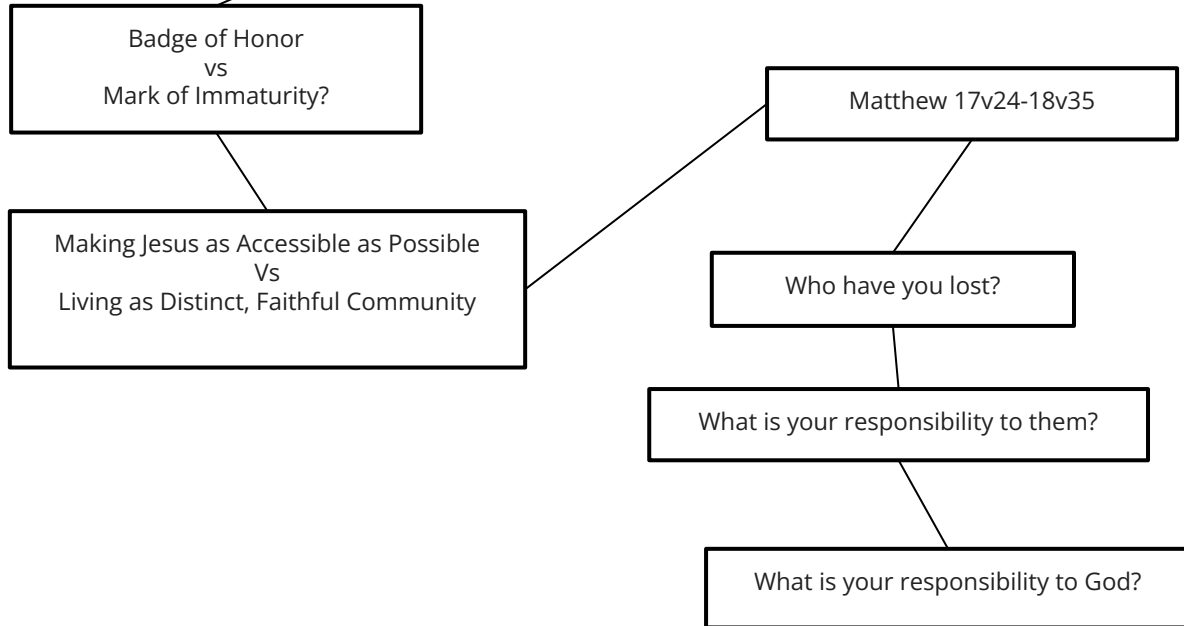 Badge of Honor
vs
Mark of Immaturity?
Making Jesus as Accessible as Possible
Vs
Living as Distinct, Faithful Community
Matthew 17v24-18v35
Who have you lost?
What is your responsibility to them?
What is your responsibility to God?